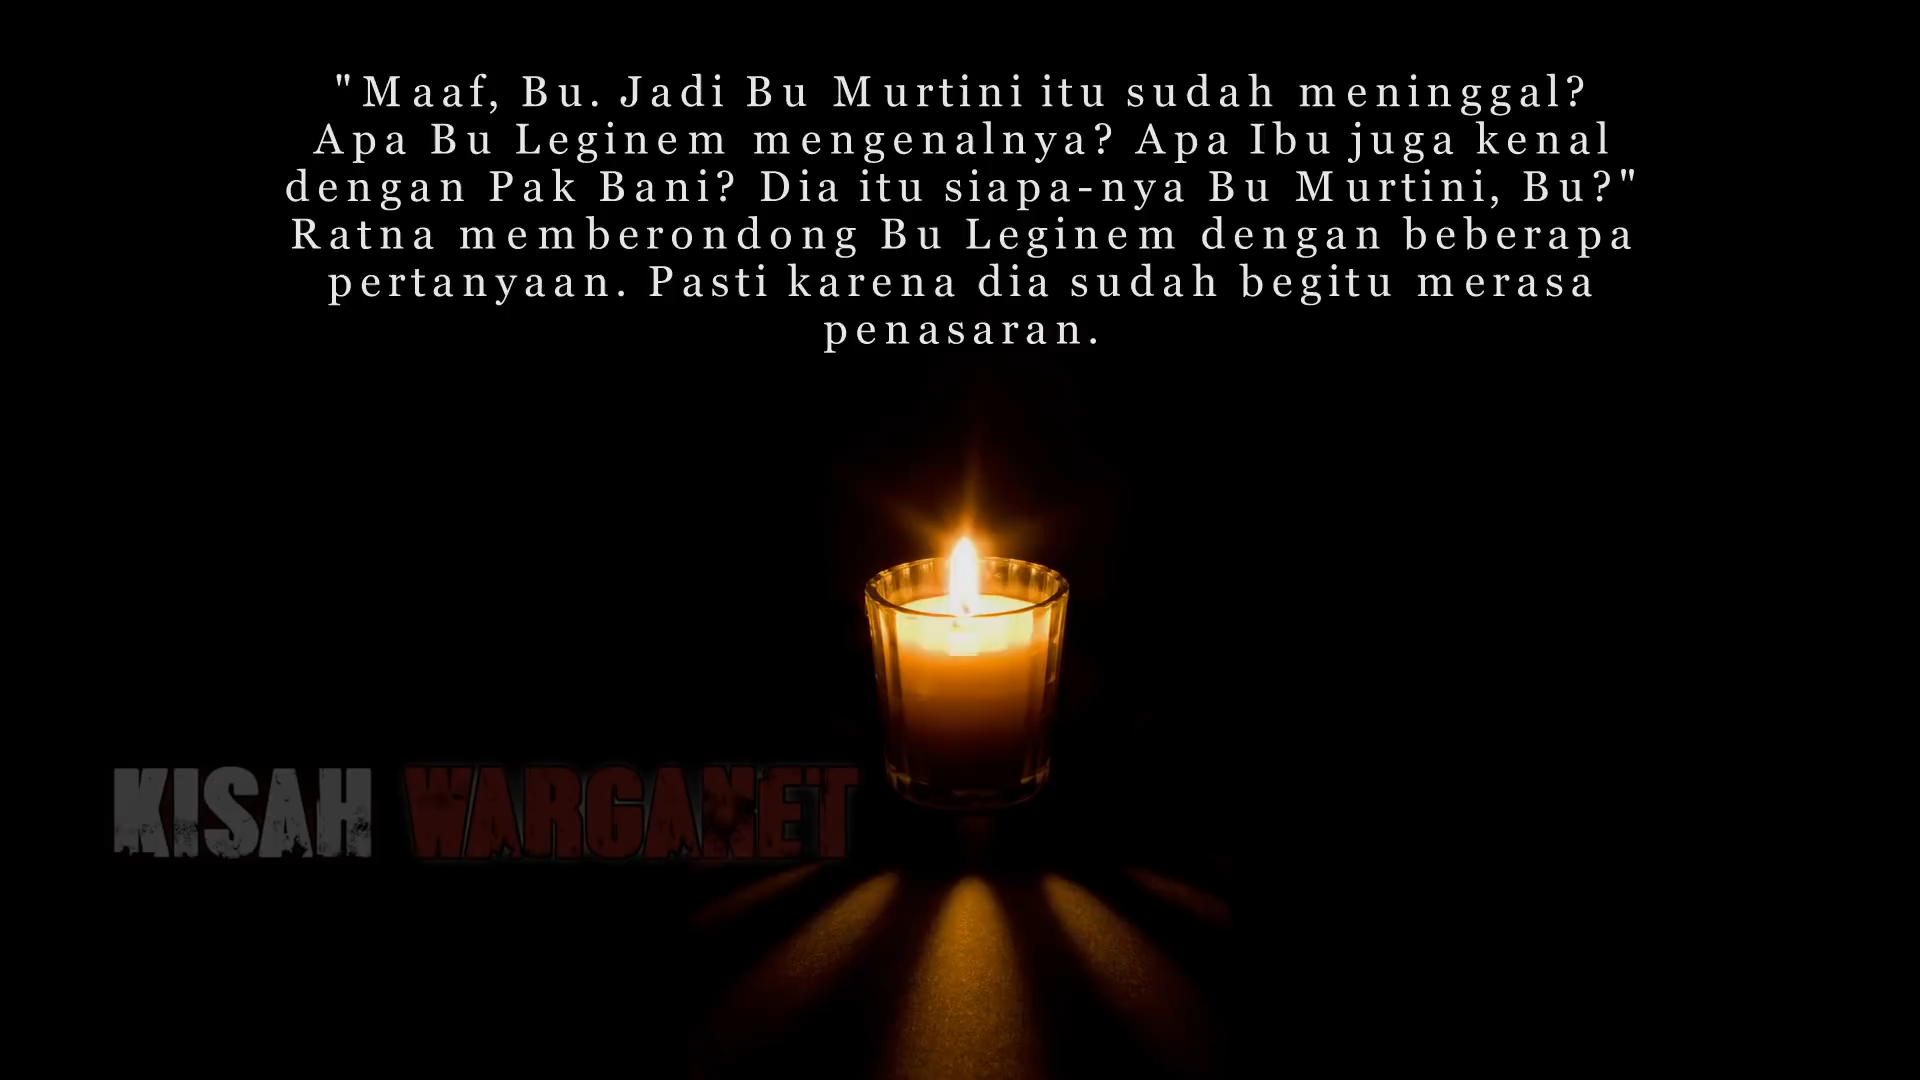 "Maaf, Bu. Jadi Bu Murtini itu sudah meninggal?
Apa Bu Leginem mengenalnya? Apa Ibu juga kenal
dengan Pak Bani? Dia itu siapa-nya Bu Murtini, Bu?"
Ratna memberondong Bu Leginem dengan beberapa
pertanyaan. Pasti karena dia sudah begitu merasa
penasaran.
KISAH WARGANET